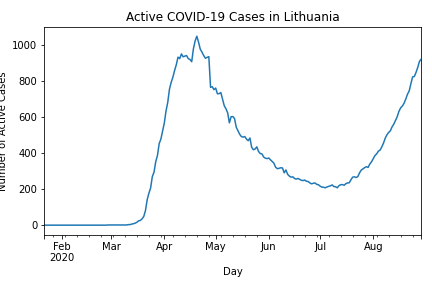 Active COVID-19 Cases in Lithuania
Number of Active Cases
1000
800
600
400
200
0
Feb Mar Apr May Jun Jul Aug
2020
Day